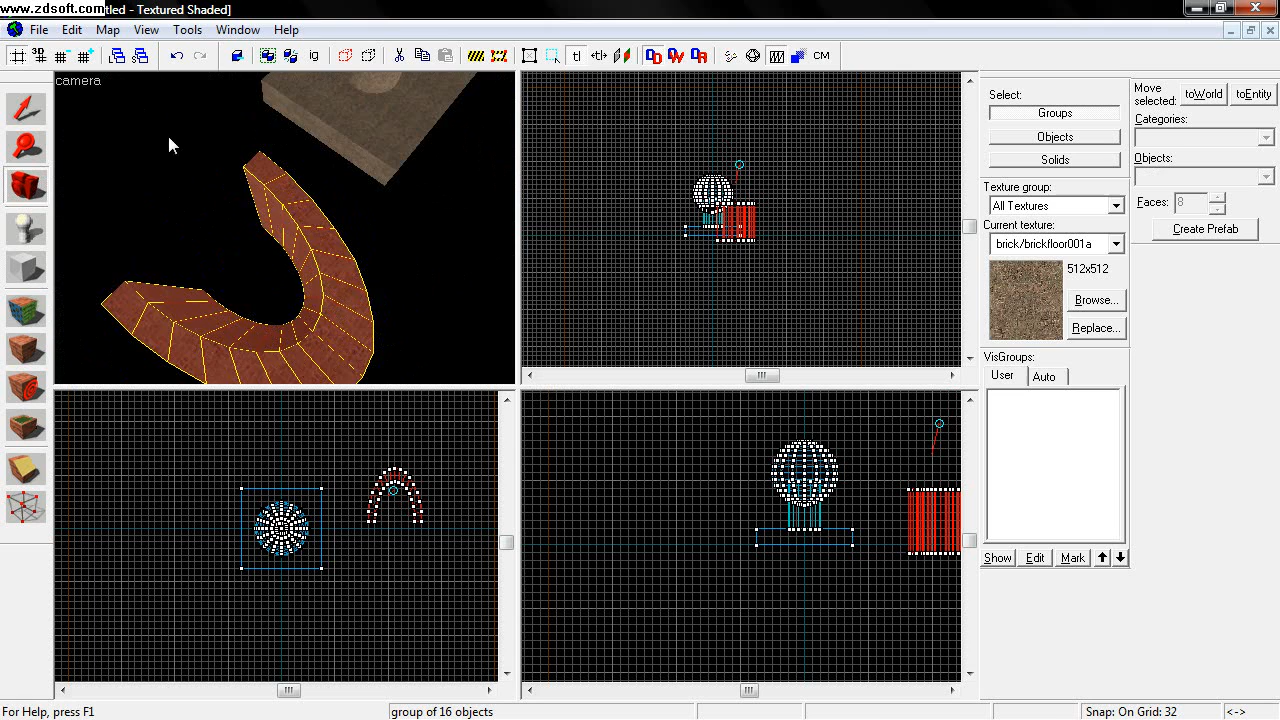 www.zdsoft.com tled - Textured Shaded]
File Edit Map View Tools Window Help
3D ig tl CM
camera
Select:
Groups
Objects
Solids
Texture group:
All Textures
Current texture:
brick/brickfloor001a
512x512
Browse...
Replace...
VisGroups:
User Auto
Show Edit Mark
Move selected:
toWorld toEntity
Categories:
Objects:
Faces: 8
Create Prefab
For Help, press F1 group of 16 objects Snap: On Grid: 32 <->